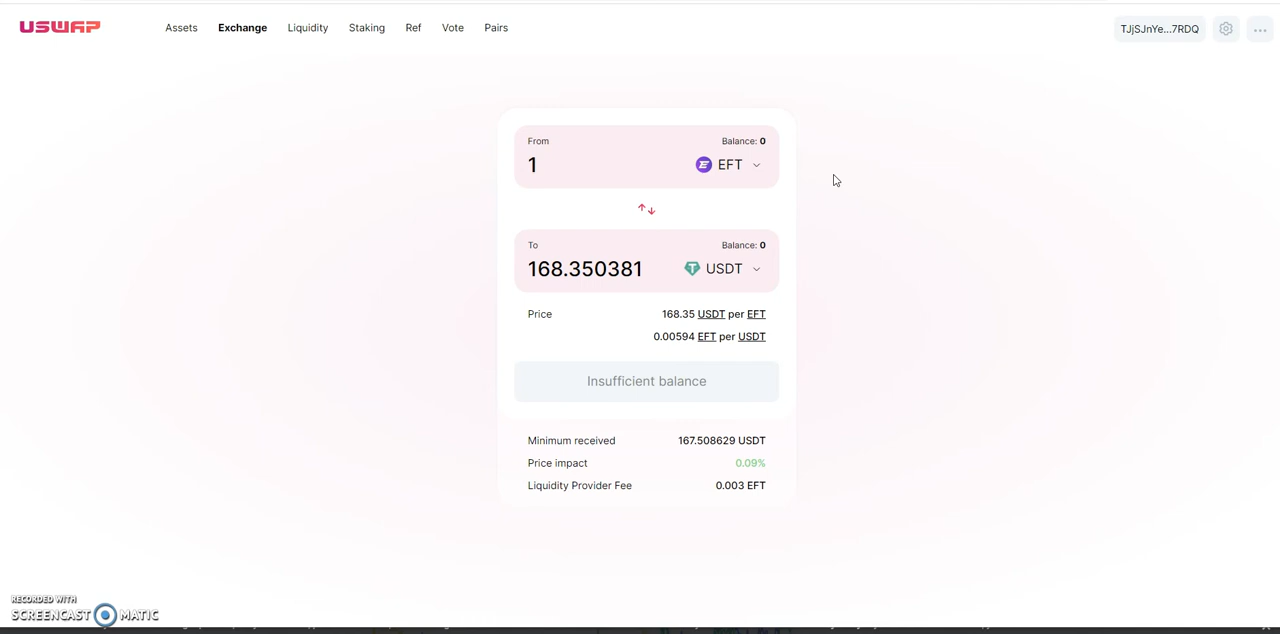 USWAP Assets Exchange Liquidity Staking Ref Vote Pairs TJjSJnYe...7RDQ ...
From Balance: 0
1 EFT
To Balance: 0
168.350381 USDT
Price 168.35 USDT per EFT
0.00594 EFT per USDT
Insufficient balance
Minimum received 167.508629 USDT
Price impact 0.09%
Liquidity Provider Fee 0.003 EFT
RECORDED WITH
SCREENCAST MATIC